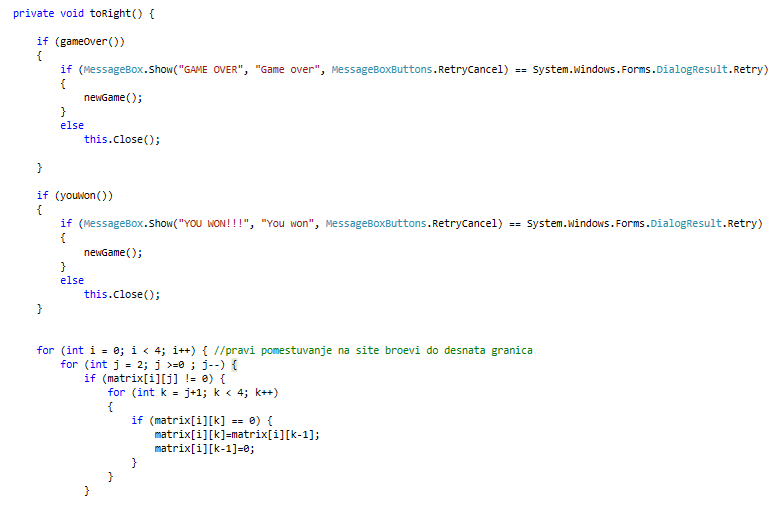 private void toRight() {
if (gameOver())
{
if (MessageBox.Show("GAME OVER", "Game over", MessageBoxButtons.RetryCancel) == System.Windows.Forms.DialogResult.Retry)
{
newGame();
}
else
this.Close();
}
if (youWon())
{
if (MessageBox.Show("YOU WON!!!", "You won", MessageBoxButtons.RetryCancel) == System.Windows.Forms.DialogResult.Retry)
{
newGame();
}
else
this.Close();
}
for (int i = 0; i < 4; i++) { //pravi pomestuvanje na site broevi do desnata granica
for (int j = 2; j >=0 ; j--) {
if (matrix[i][j] != 0) {
for (int k = j+1; k < 4; k++)
{
if (matrix[i][k] == 0) {
matrix[i][k]=matrix[i][k-1];
matrix[i][k-1]=0;
}
}
}